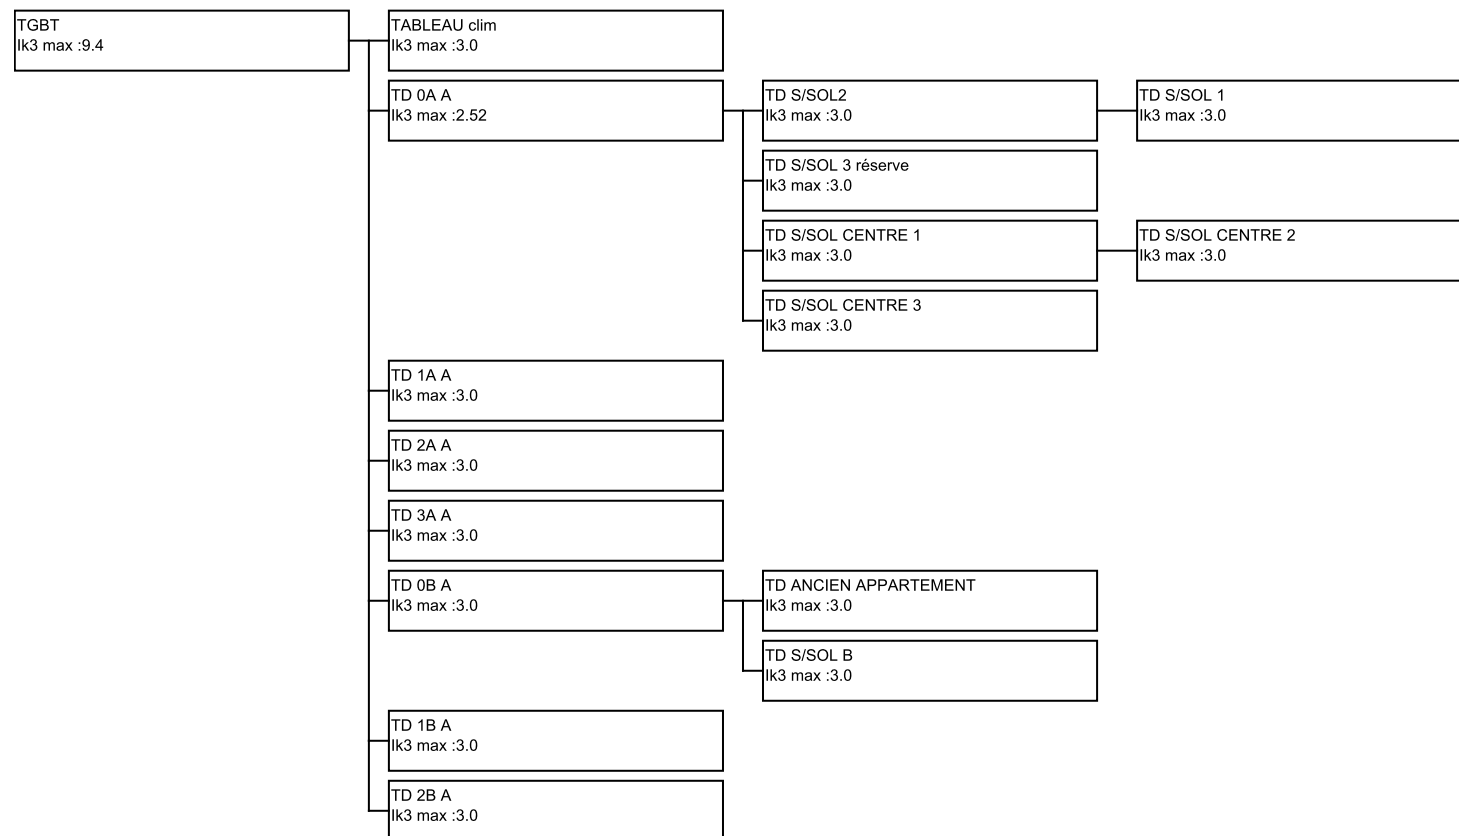 TGBT
Ik3 max :9.4
TABLEAU clim
Ik3 max :3.0
TD 0A A
Ik3 max :2.52
TD S/SOL2
Ik3 max :3.0
TD S/SOL 1
Ik3 max :3.0
TD S/SOL 3 réserve
Ik3 max :3.0
TD S/SOL CENTRE 1
Ik3 max :3.0
TD S/SOL CENTRE 2
Ik3 max :3.0
TD S/SOL CENTRE 3
Ik3 max :3.0
TD 1A A
Ik3 max :3.0
TD 2A A
Ik3 max :3.0
TD 3A A
Ik3 max :3.0
TD 0B A
Ik3 max :3.0
TD ANCIEN APPARTEMENT
Ik3 max :3.0
TD S/SOL B
Ik3 max :3.0
TD 1B A
Ik3 max :3.0
TD 2B A
Ik3 max :3.0